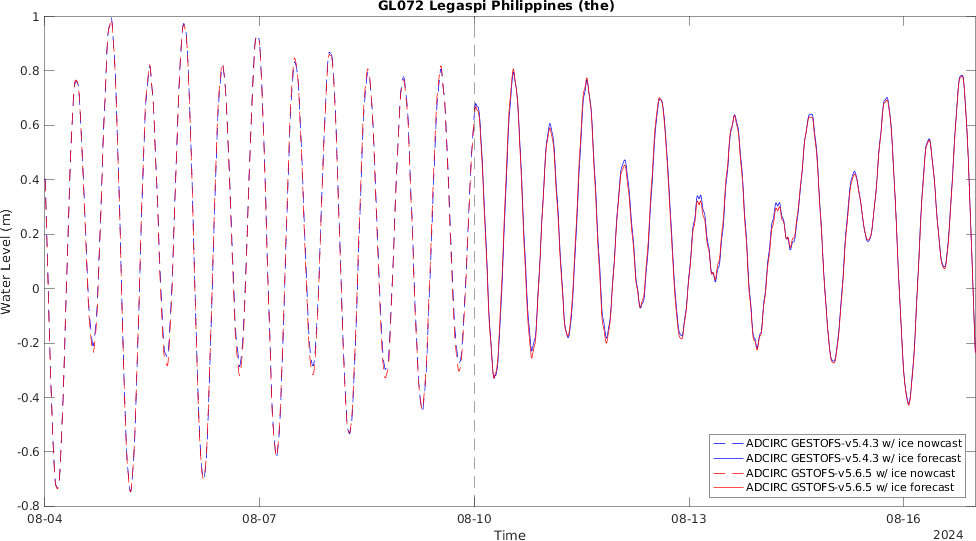 GL072 Legaspi Philippines (the)
1
0.8
0.6
0.4
0.2
0
-0.2
-0.4
-0.6
-0.8
Water Level (m)
08-04
08-07
08-10
08-13
08-16
Time
2024
ADCIRC GESTOFS-v5.4.3 w/ ice nowcast
ADCIRC GESTOFS-v5.4.3 w/ ice forecast
ADCIRC GSTOFS-v5.6.5 w/ ice nowcast
ADCIRC GSTOFS-v5.6.5 w/ ice forecast